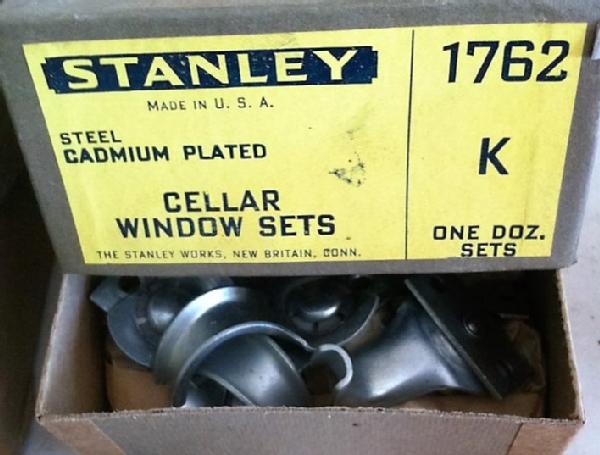 STANLEY
MADE IN U. S. A.
STEEL
CADMIUM PLATED
CELLAR
WINDOW SETS
THE STANLEY WORKS, NEW BRITAIN, CONN.
1762
K
ONE DOZ.
SETS